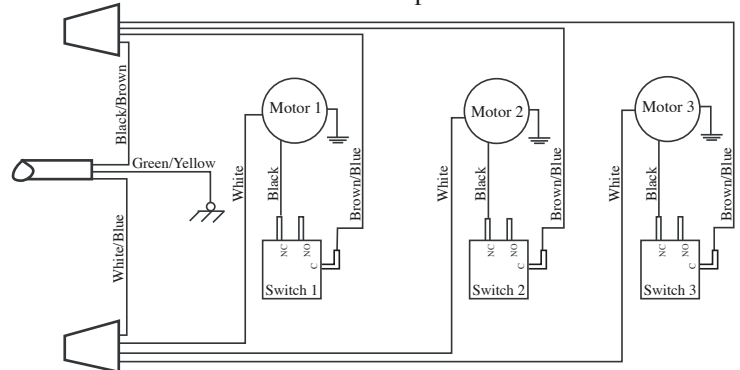 Black/Brown
Green/Yellow
White/Blue
Motor 1
White
Black
Brown/Blue
NC
NO
C
Switch 1
Motor 2
White
Black
Brown/Blue
NC
NO
C
Switch 2
Motor 3
White
Black
Brown/Blue
NC
NO
C
Switch 3